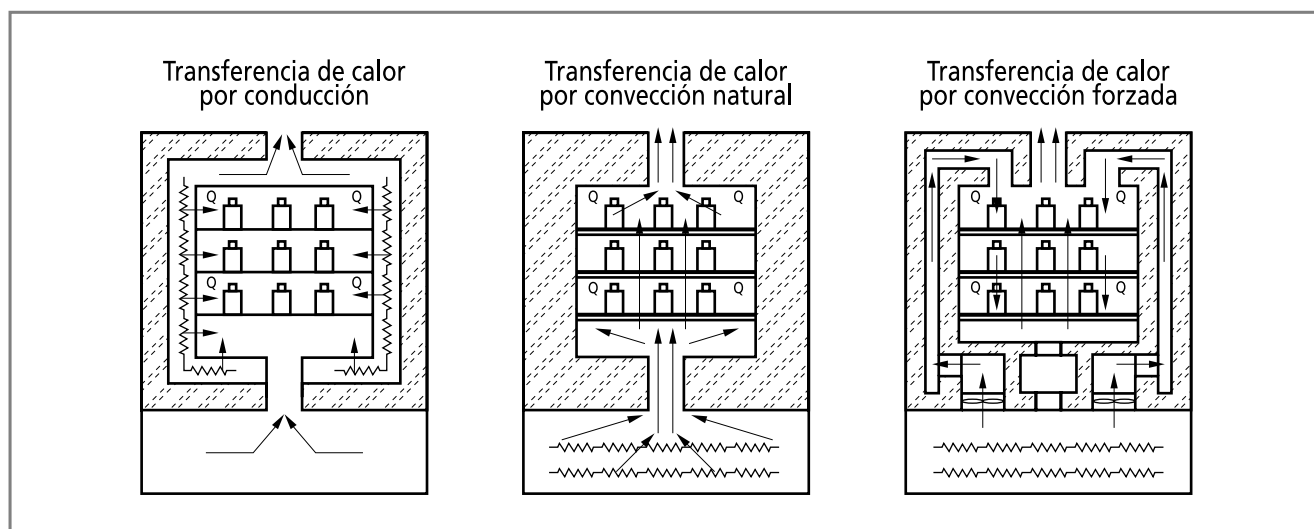 Transferencia de calor
por conducción
Transferencia de calor
por convección natural
Transferencia de calor
por convección forzada
Q Q
Q Q
Q Q
Q Q
Q Q
Q Q